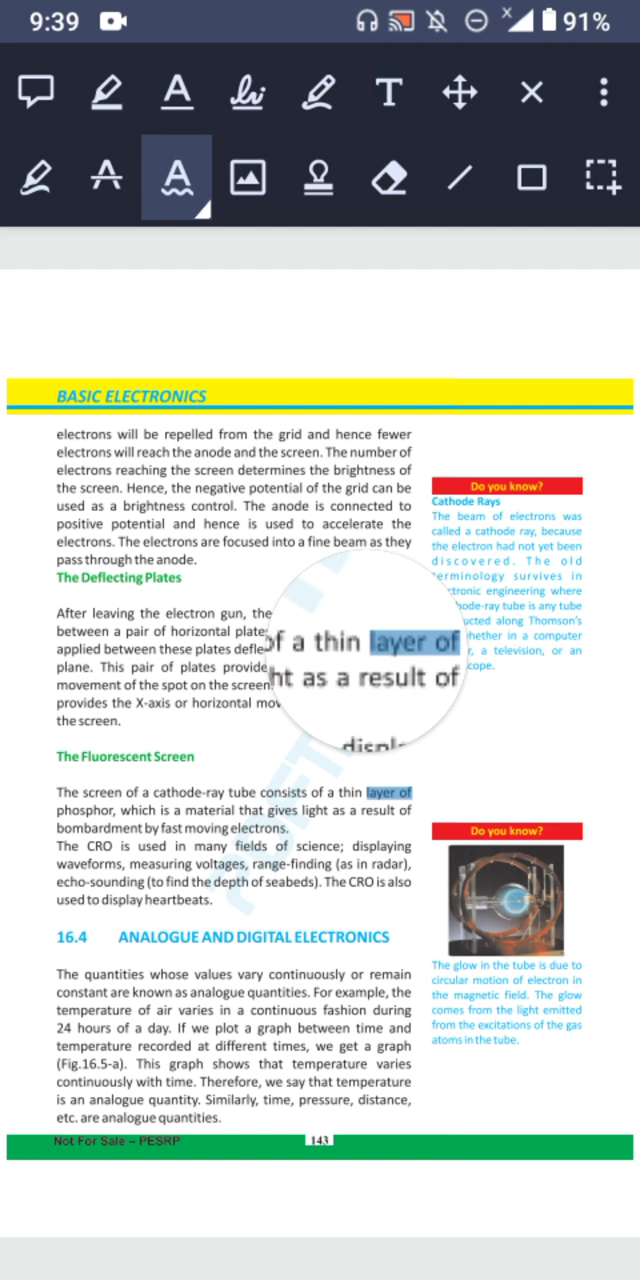 9:39
91%
BASIC ELECTRONICS
electrons will be repelled from the grid and hence fewer
electrons will reach the anode and the screen. The number of
electrons reaching the screen determines the brightness of
the screen. Hence, the negative potential of the grid can be
used as a brightness control. The anode is connected to
positive potential and hence is used to accelerate the
electrons. The electrons are focused into a fine beam as they
pass through the anode.
The Deflecting Plates
After leaving the electron gun, the
between a pair of horizontal plate
applied between these plates defle
plane. This pair of plates provide
movement of the spot on the screen
provides the X-axis or horizontal mov
the screen.
of a thin layer of
ht as a result of
The Fluorescent Screen
The screen of a cathode-ray tube consists of a thin layer of
phosphor, which is a material that gives light as a result of
bombardment by fast moving electrons.
The CRO is used in many fields of science; displaying
waveforms, measuring voltages, range-finding (as in radar),
echo-sounding (to find the depth of seabeds). The CRO is also
used to display heartbeats.
16.4 ANALOGUE AND DIGITAL ELECTRONICS
The quantities whose values vary continuously or remain
constant are known as analogue quantities. For example, the
temperature of air varies in a continuous fashion during
24 hours of a day. If we plot a graph between time and
temperature recorded at different times, we get a graph
(Fig.16.5-a). This graph shows that temperature varies
continuously with time. Therefore, we say that temperature
is an analogue quantity. Similarly, time, pressure, distance,
etc. are analogue quantities.
Do you know?
Cathode Rays
The beam of electrons was
called a cathode ray, because
the electron had not yet been
discovered. The old
erminology survives in
ctronic engineering where
hode-ray tube is any tube
ucted along Thomson's
hether in a computer
r, a television, or an
cope.
Do you know?
The glow in the tube is due to
circular motion of electron in
the magnetic field. The glow
comes from the light emitted
from the excitations of the gas
atoms in the tube.
Not For Sale – PESRP
143